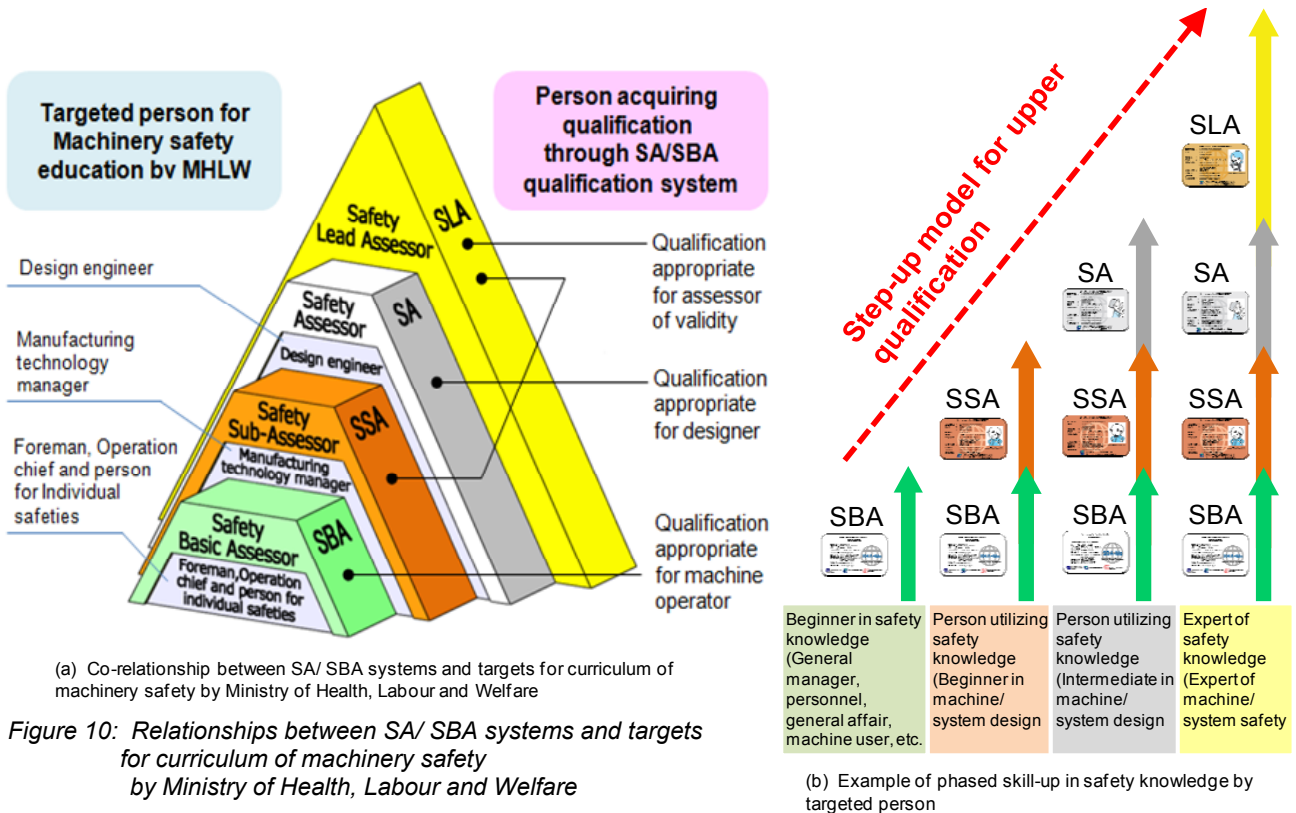 Targeted person for
Machinery safety
education bv MHLW
Person acquiring
qualification
through SA/SBA
qualification system
Design engineer
Manufacturing
technology
manager
Foreman, Operation
chief and person
for Individual
safeties
Safety
Lead Assessor
SLA
Safety
Assessor
SA
Design engineer
Safety
Sub-Assessor
SSA
Manufacturing
technology manager
Safety
Basic Assessor
SBA
Foreman,Operation
chief and person for
individual safeties
Qualification
appropriate
for assessor
of validity
Qualification
appropriate
for designer
Qualification
appropriate
for machine
operator
(a) Co-relationship between SA/ SBA systems and targets for curriculum of
machinery safety by Ministry of Health, Labour and Welfare
Figure 10: Relationships between SA/ SBA systems and targets
for curriculum of machinery safety
by Ministry of Health, Labour and Welfare
Step-up model for upper
qualification
SLA
SA
SA
SSA
SSA
SSA
SBA
SBA
SBA
SBA
Beginner in safety
knowledge
(General
manager,
personnel,
general affair,
machine user, etc.
Person utilizing
safety
knowledge
(Beginner in
machine/
system design
Person utilizing
safety
knowledge
(Intermediate in
machine/
system design
Expert of
safety
knowledge
(Expert of
machine/
system safety
(b) Example of phased skill-up in safety knowledge by
targeted person